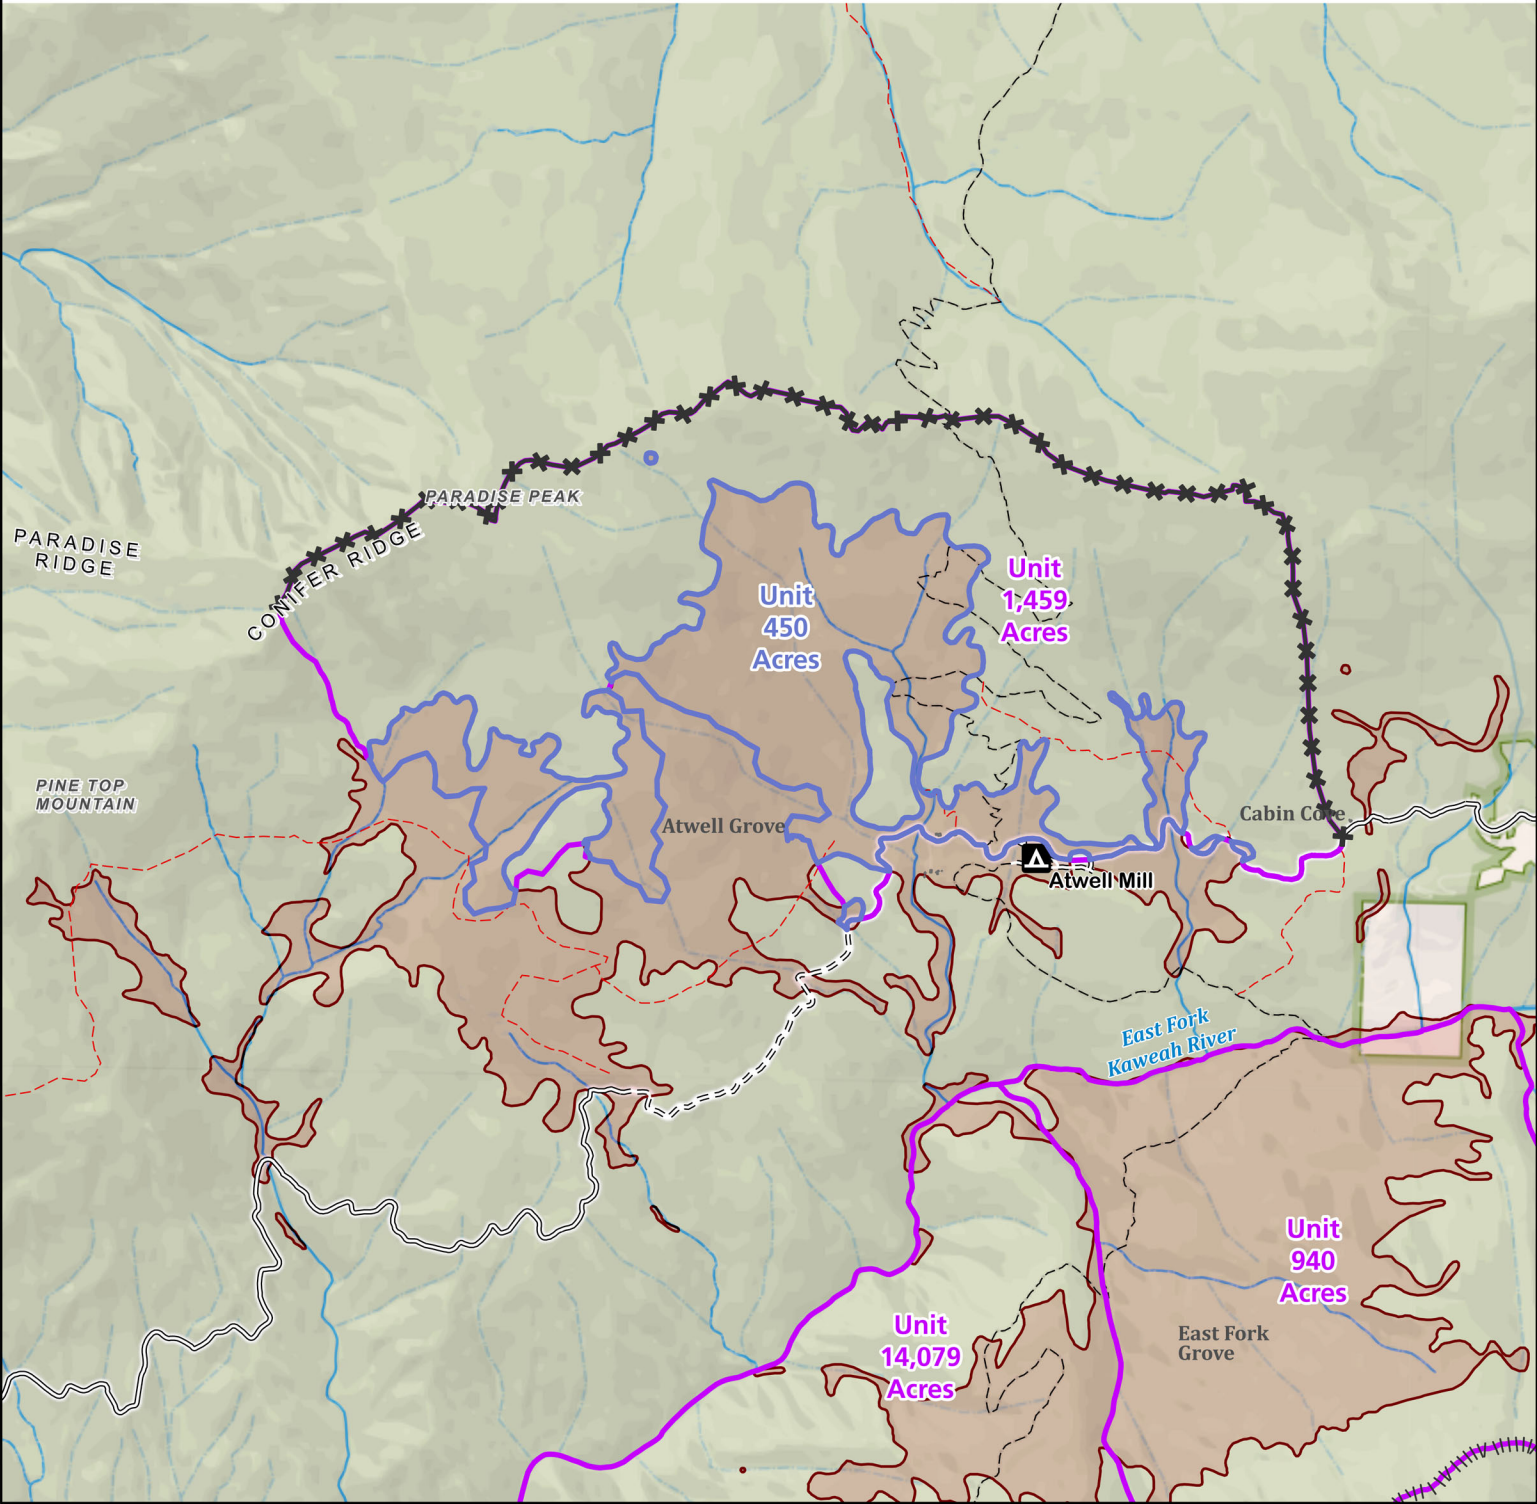 PARADISE PEAK
PARADISE
RIDGE
CONIFER RIDGE
Unit
1,459
Acres
Unit
450
Acres
PINE TOP
MOUNTAIN
Atwell Grove
Cabin Cove
Atwell Mill
East Fork
Kaweah River
Unit
940
Acres
Unit
14,079
Acres
East Fork
Grove